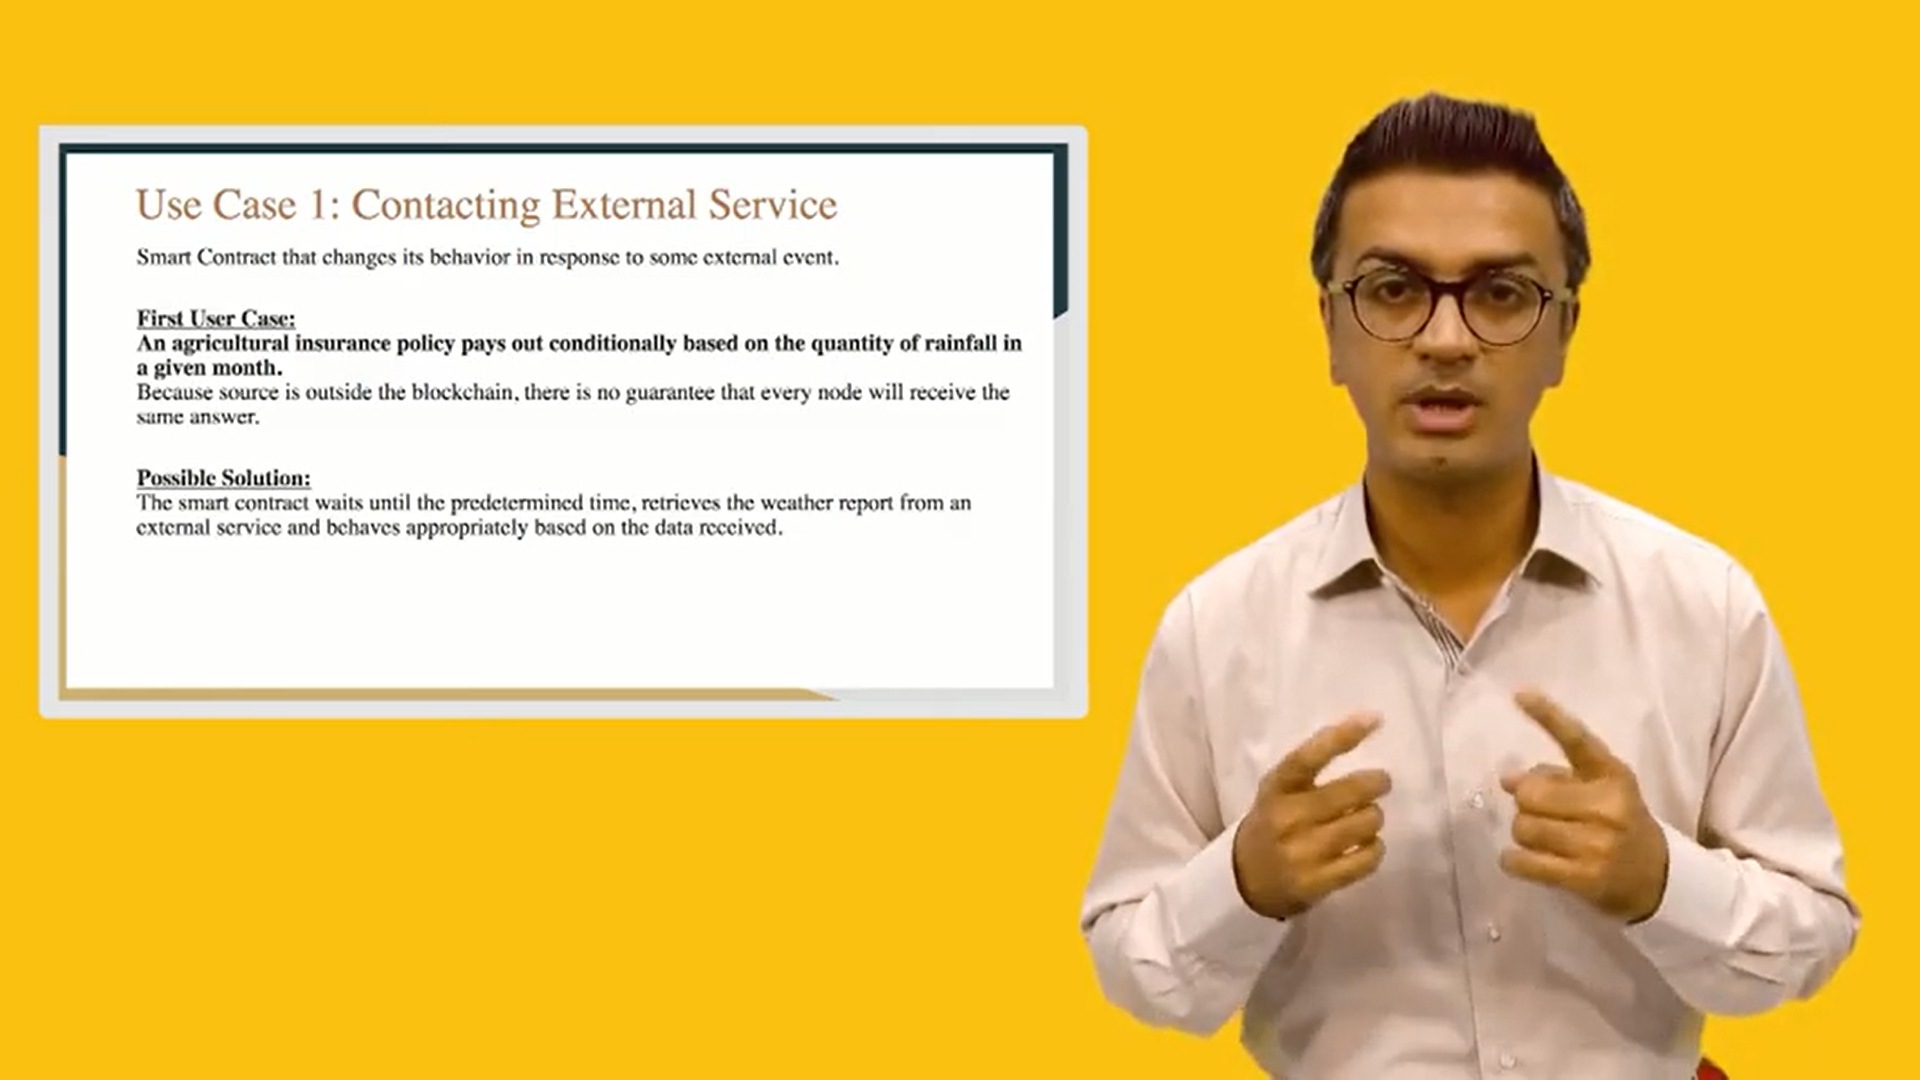 Use Case 1: Contacting External Service
Smart Contract that changes its behavior in response to some external event.
First User Case:
An agricultural insurance policy pays out conditionally based on the quantity of rainfall in
a given month.
Because source is outside the blockchain, there is no guarantee that every node will receive the
same answer.
Possible Solution:
The smart contract waits until the predetermined time, retrieves the weather report from an
external service and behaves appropriately based on the data received.